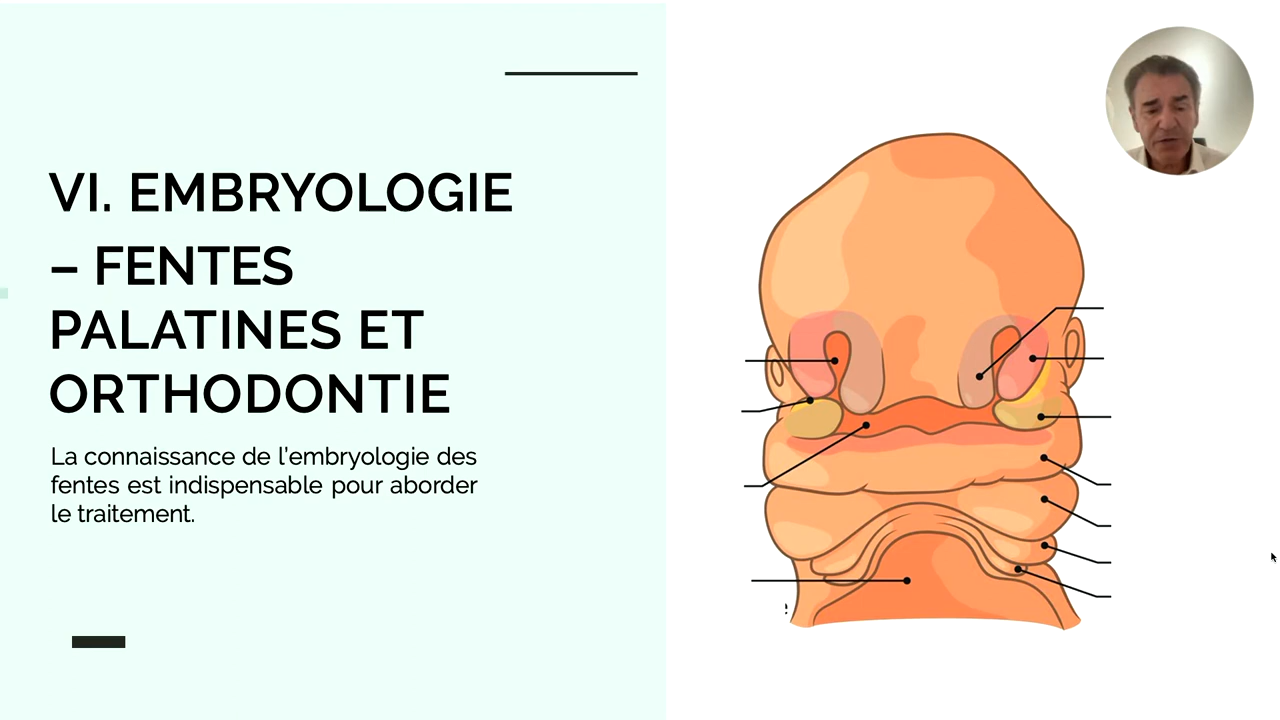 VI. EMBRYOLOGIE
– FENTES
PALATINES ET
ORTHODONTIE
La connaissance de l'embryologie des
fentes est indispensable pour aborder
le traitement.